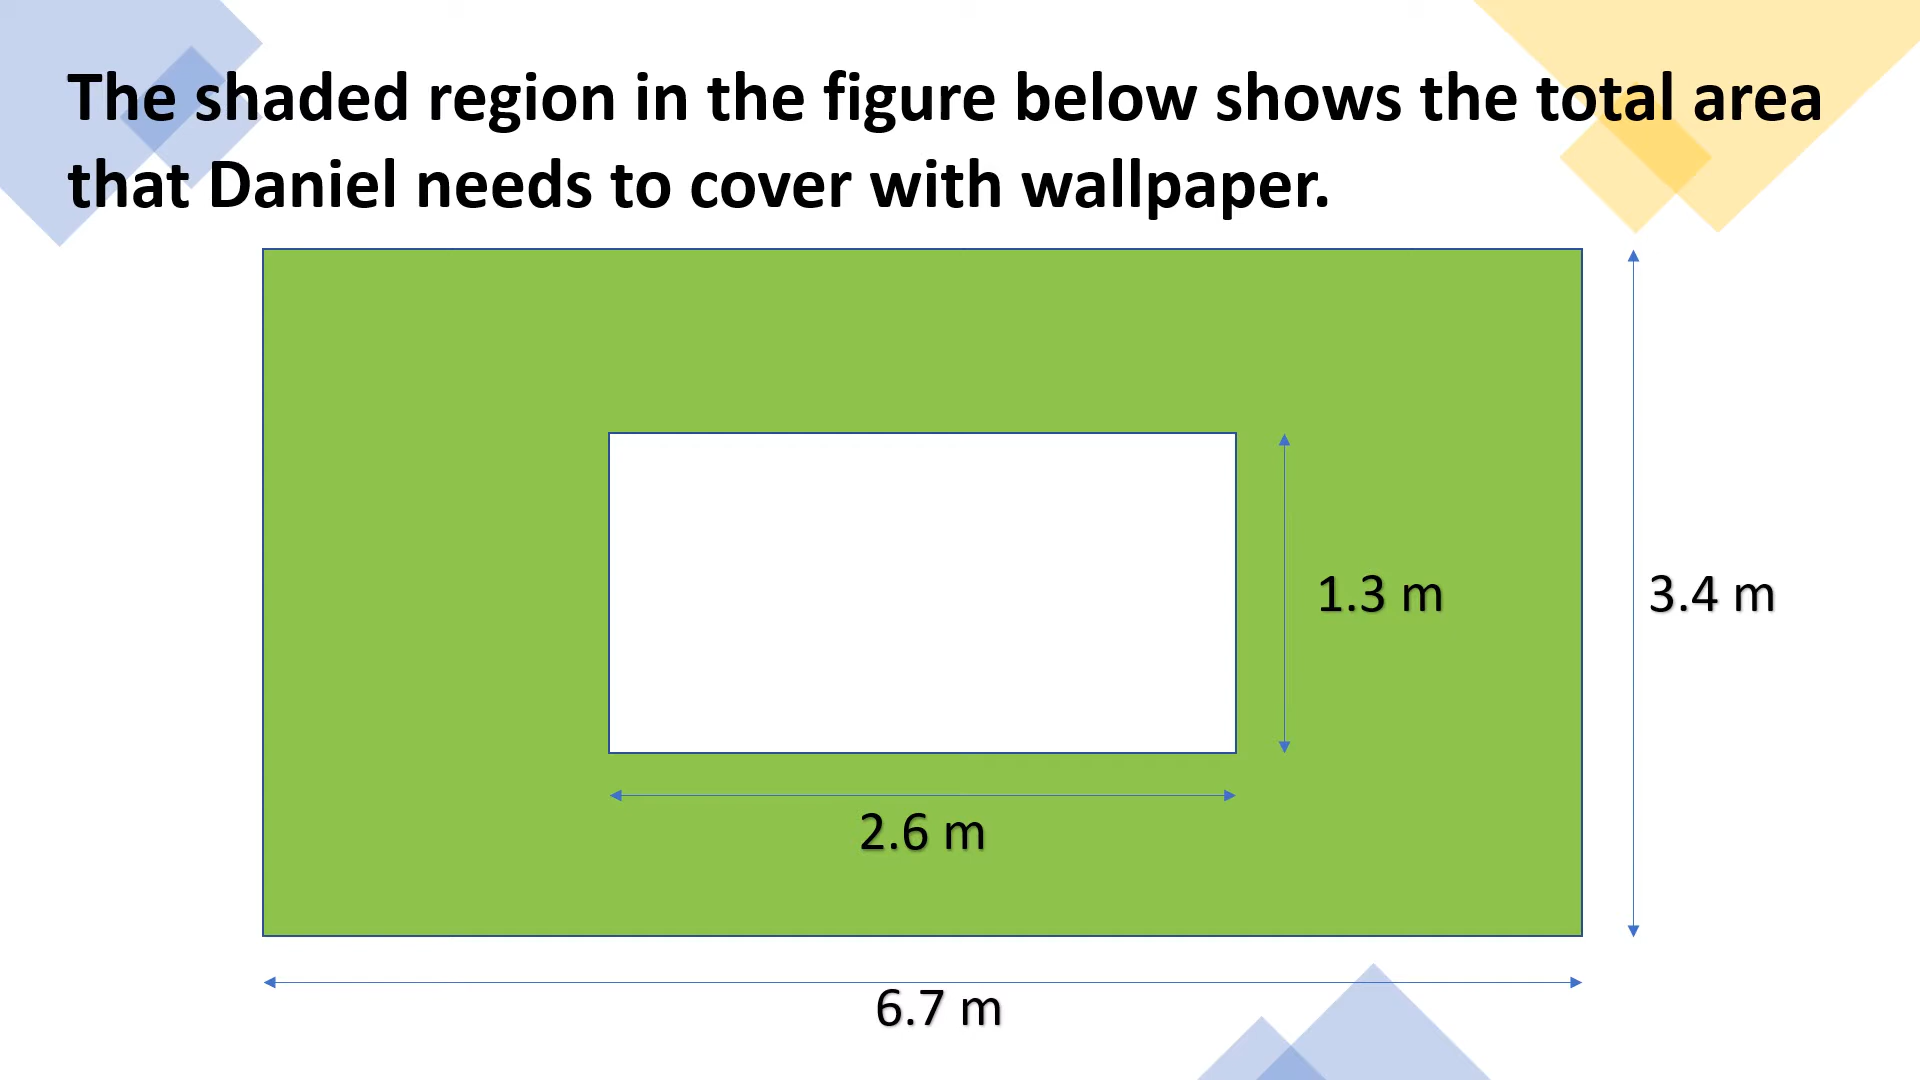 The shaded region in the figure below shows the total area
that Daniel needs to cover with wallpaper.
1.3 m
3.4 m
2.6 m
6.7 m